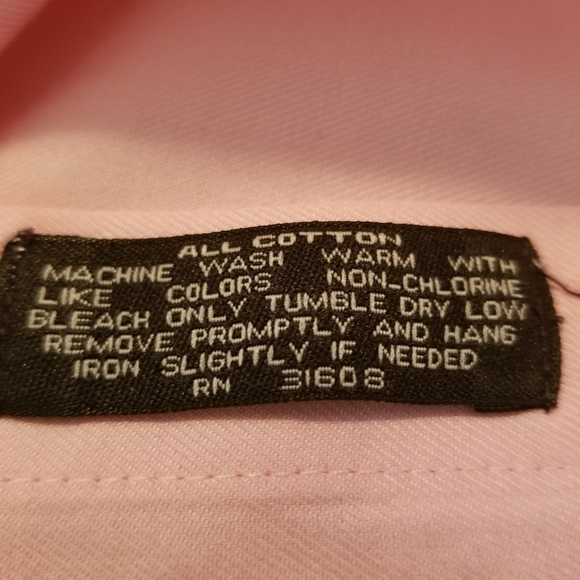 ALL COTTON
MACHINE WASH WARM WITH
LIKE COLORS NON-CHLORINE
BLEACH ONLY TUMBLE DRY LOW
REMOVE PROMPTLY AND HANG
IRON SLIGHTLY IF NEEDED
RN 31608